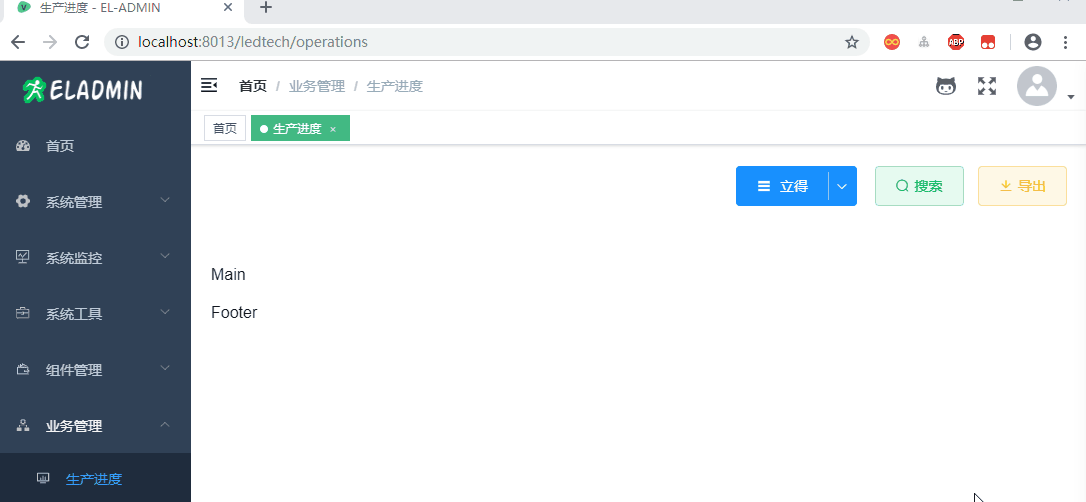 生产进度 - EL-ADMIN
localhost:8013/ledtech/operations
ABP
ELADMIN
首页 / 业务管理 / 生产进度
首页
生产进度 ×
首页
系统管理
系统监控
系统工具
组件管理
业务管理
生产进度
立得
搜索
导出
Main
Footer